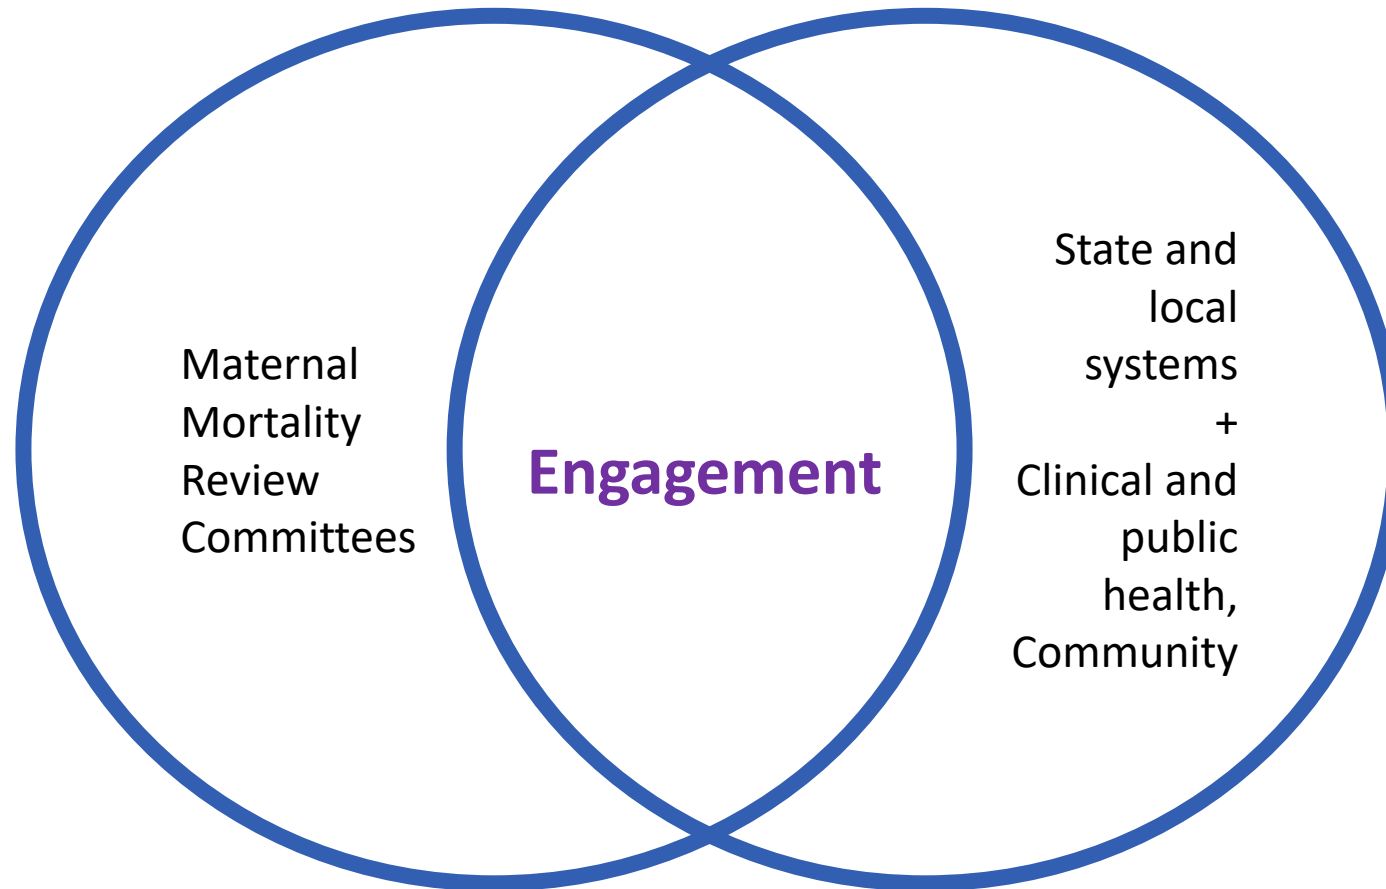 Maternal
Mortality
Review
Committees
Engagement
State and
local
systems
+
Clinical and
public
health,
Community